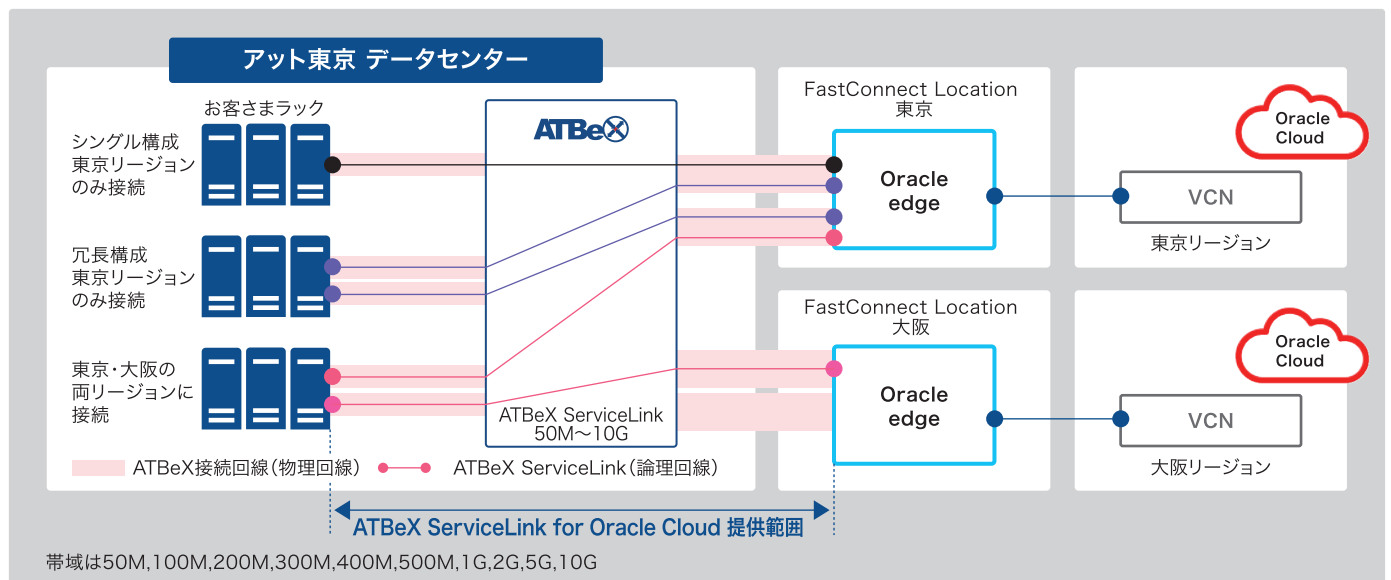 アット東京 データセンター
お客さまラック
シングル構成
東京リージョン
のみ接続
冗長構成
東京リージョン
のみ接続
東京・大阪の
両リージョンに
接続
ATBeX
ATBeX ServiceLink
50M〜10G
ATBeX接続回線（物理回線）
ATBeX ServiceLink（論理回線）
FastConnect Location
東京
Oracle
edge
Oracle
Cloud
VCN
東京リージョン
FastConnect Location
大阪
Oracle
edge
Oracle
Cloud
VCN
大阪リージョン
ATBeX ServiceLink for Oracle Cloud 提供範囲
帯域は50M,100M,200M,300M,400M,500M,1G,2G,5G,10G